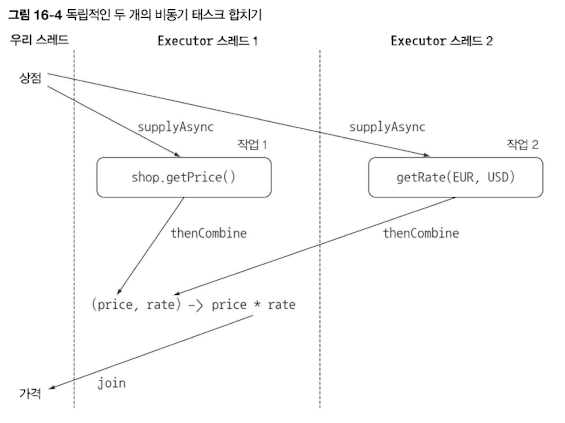 그림 16-4 독립적인 두 개의 비동기 태스크 합치기
우리 스레드
Executor 스레드 1
Executor 스레드 2
상점
supplyAsync
supplyAsync
작업 1
작업 2
shop.getPrice()
getRate(EUR, USD)
thenCombine
thenCombine
(price, rate) -> price * rate
join
가격